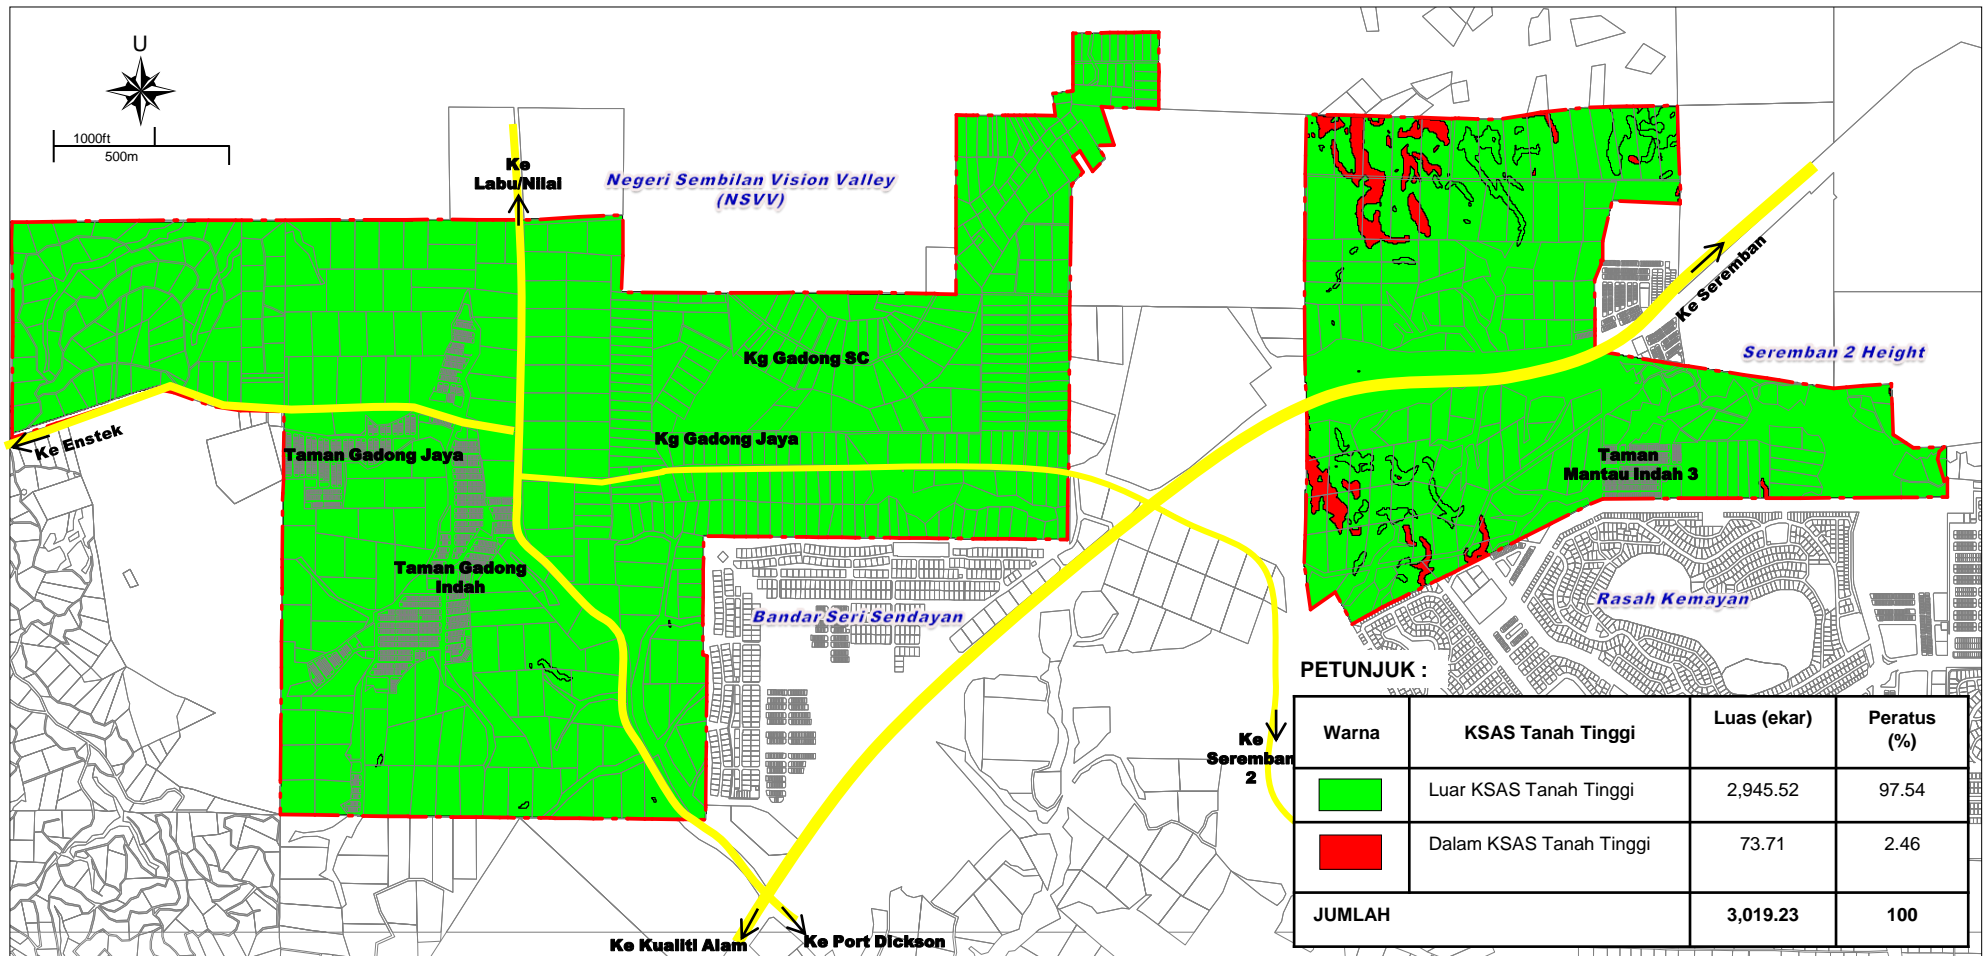 U
1000ft
500m
Ke
Labu/Nilai
Negeri Sembilan Vision Valley
(NSVV)
Ke Seremban
Seremban 2 Height
Kg Gadong SC
Kg Gadong Jaya
Ke Enstek
Taman Gadong Jaya
Taman
Mantau Indah 3
Taman Gadong
Indah
Bandar Seri Sendayan
Rasah Kemayan
Ke
Seremban
2
Ke Kualiti Alam
Ke Port Dickson
PETUNJUK :
Warna KSAS Tanah Tinggi Luas (ekar) Peratus
(%)
Luar KSAS Tanah Tinggi 2,945.52 97.54
Dalam KSAS Tanah Tinggi 73.71 2.46
JUMLAH 3,019.23 100